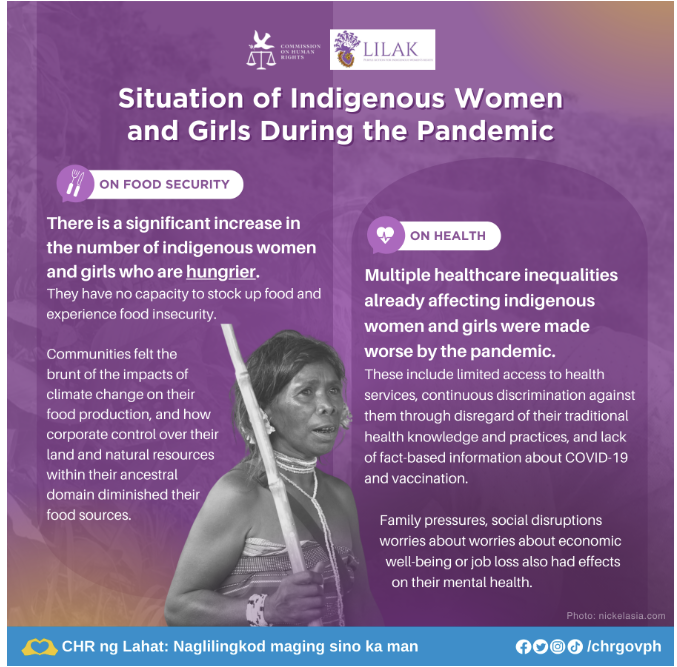 COMMISSION
ON HUMAN
RIGHTS
LILAK
Situation of Indigenous Women
and Girls During the Pandemic
ON FOOD SECURITY
There is a significant increase in
the number of indigenous women
and girls who are hungrier.
They have no capacity to stock up food and
experience food insecurity.
Communities felt the
brunt of the impacts of
climate change on their
food production, and how
corporate control over their
land and natural resources
within their ancestral
domain diminished their
food sources.
ON HEALTH
Multiple healthcare inequalities
already affecting indigenous
women and girls were made
worse by the pandemic.
These include limited access to health
services, continuous discrimination against
them through disregard of their traditional
health knowledge and practices, and lack
of fact-based information about COVID-19
and vaccination.
Family pressures, social disruptions
worries about worries about economic
well-being or job loss also had effects
on their mental health.
Photo: nickelasia.com
CHR ng Lahat: Naglilingkod maging sino ka man
/chrgovph